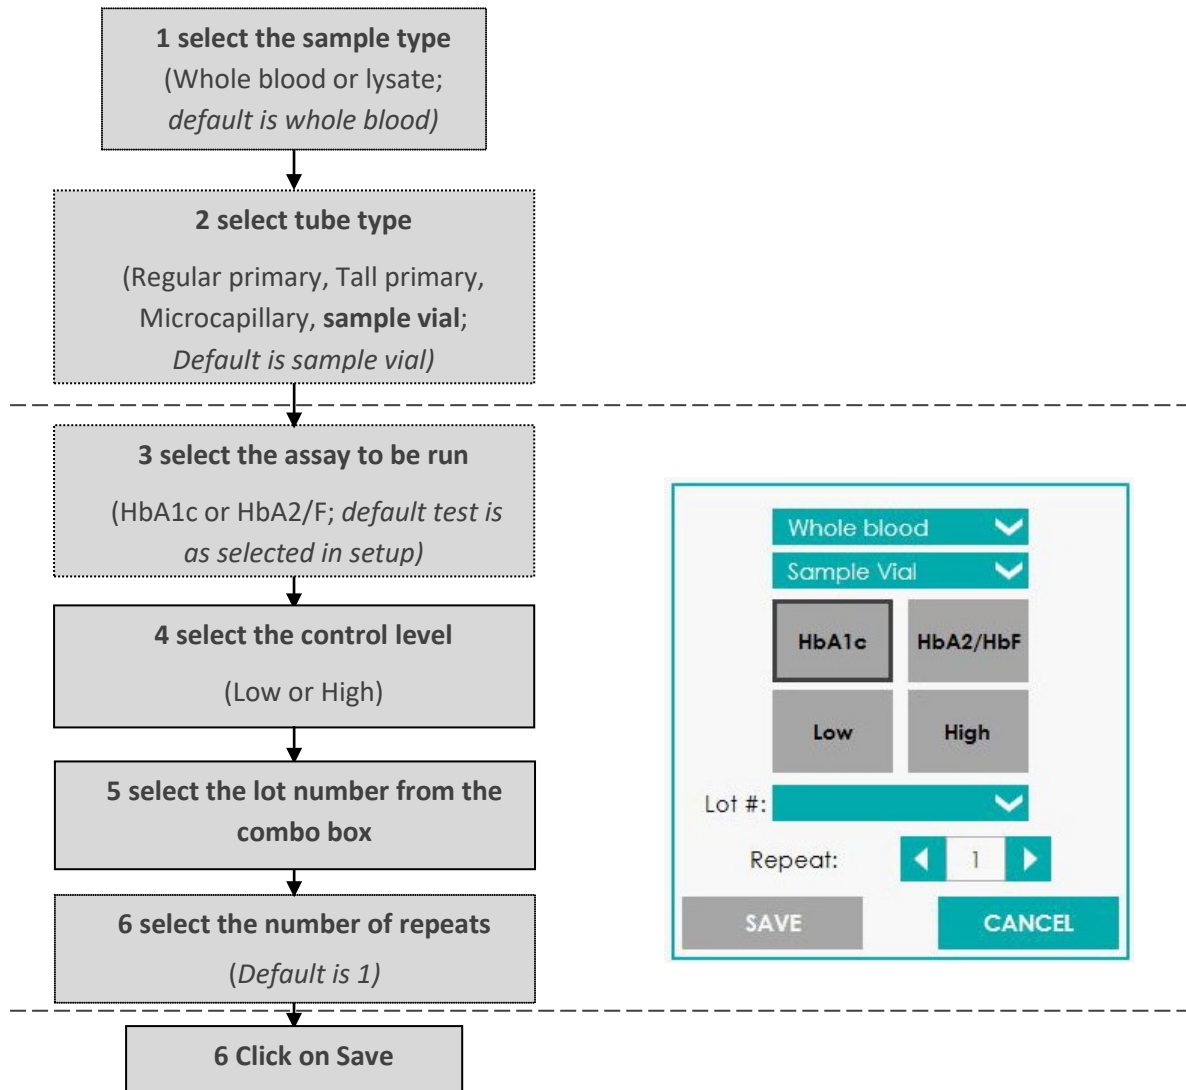 1 select the sample type
(Whole blood or lysate;
default is whole blood)
2 select tube type
(Regular primary, Tall primary,
Microcapillary, sample vial;
Default is sample vial)
3 select the assay to be run
(HbA1c or HbA2/F; default test is
as selected in setup)
4 select the control level
(Low or High)
5 select the lot number from the
combo box
6 select the number of repeats
(Default is 1)
6 Click on Save
Whole blood
Sample Vial
HbA1c HbA2/HbF
Low High
Lot #:
Repeat: 1
SAVE CANCEL